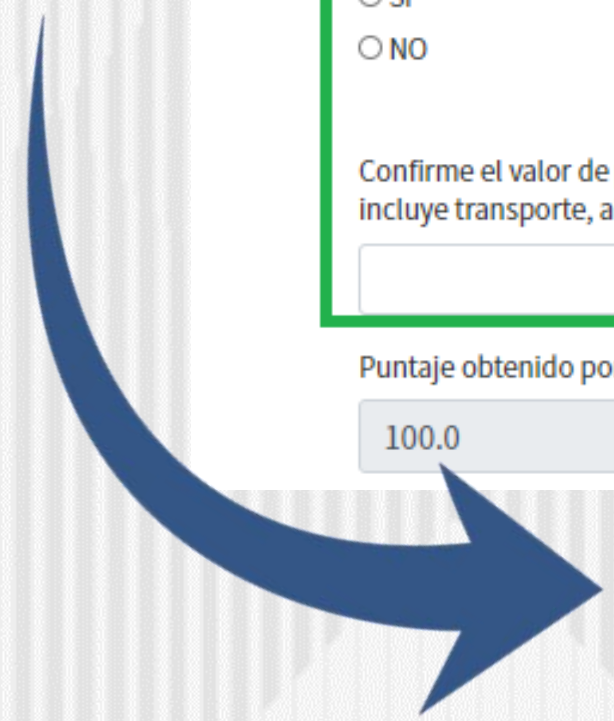 NO
Confirme el valor de
incluye transporte, a
Puntaje obtenido po
100.0